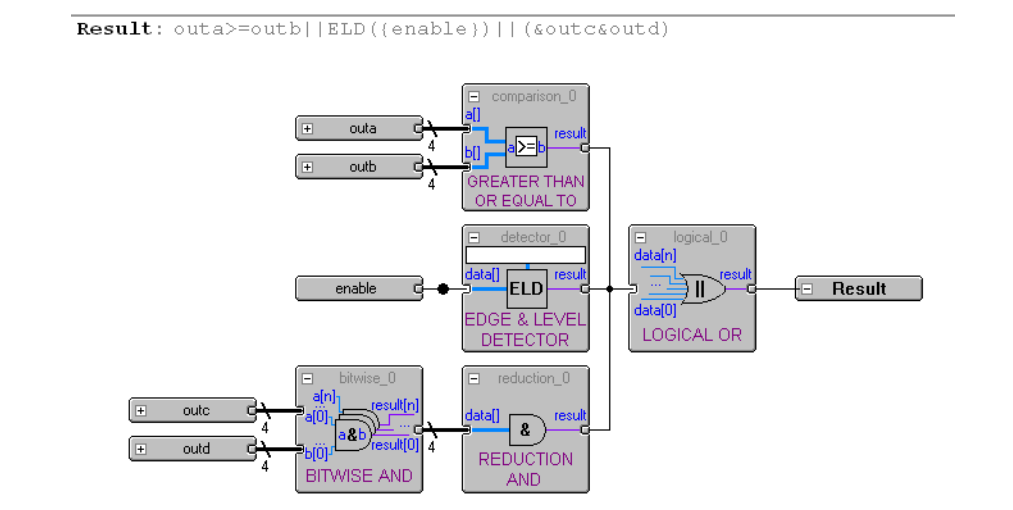 Result: outa>=outb||ELD({enable})||(&outc&outd)
comparison_0
a[]
outa
4
result
a>=b
b[]
outb
4
GREATER THAN
OR EQUAL TO
detector_0
logical_0
data[n]
data[]
result
enable
ELD
...
||
result
Result
data[0]
EDGE & LEVEL
DETECTOR
LOGICAL OR
bitwise_0
reduction_0
a[n]
...
result[n]
outc
a[0]
data[]
result
4
a&b
...
&
outd
...
result[0]
4
b[0]
4
BITWISE AND
REDUCTION
AND